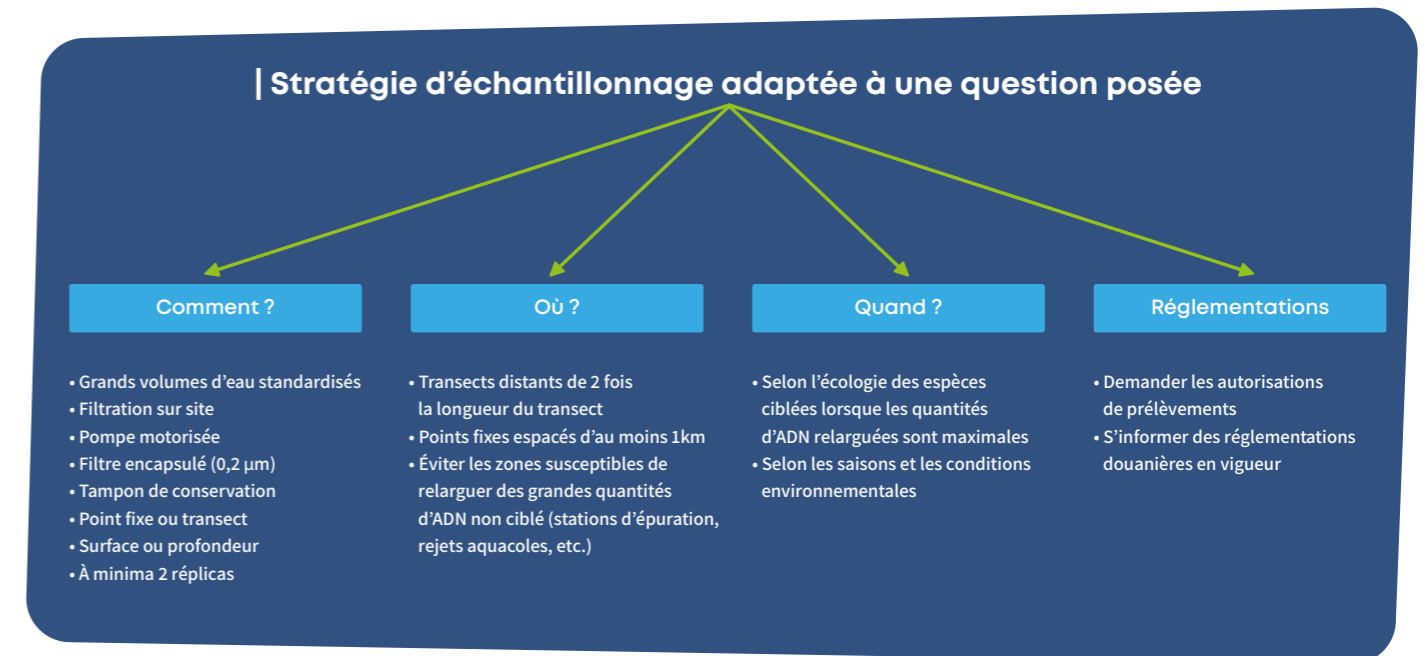 | Stratégie d’échantillonnage adaptée à une question posée
Comment ?
• Grands volumes d’eau standardisés
• Filtration sur site
• Pompe motorisée
• Filtre encapsulé (0,2 µm)
• Tampon de conservation
• Point fixe ou transect
• Surface ou profondeur
• À minima 2 réplicas
Où ?
• Transects distants de 2 fois
la longueur du transect
• Points fixes espacés d’au moins 1km
• Éviter les zones susceptibles de
relarguer des grandes quantités
d’ADN non ciblé (stations d’épuration,
rejets aquacoles, etc.)
Quand ?
• Selon l’écologie des espèces
ciblées lorsque les quantités
d’ADN relarguées sont maximales
• Selon les saisons et les conditions
environnementales
Réglementations
• Demander les autorisations
de prélèvements
• S’informer des réglementations
douanières en vigueur